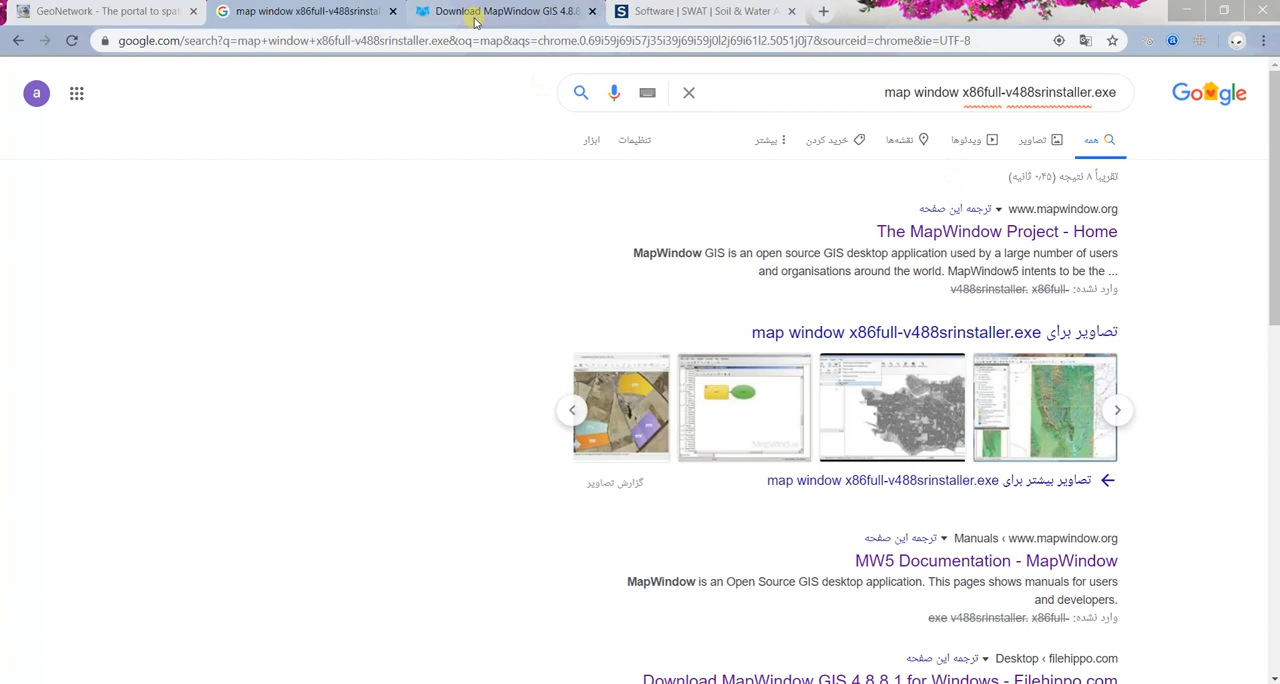 GeoNetwork - The portal to spat
map window x86full-v488srinstal
Download MapWindow GIS 4.8.8
Software | SWAT | Soil & Water A
google.com/search?q=map+window+x86full-v488srinstaller.exe&oq=map&aqs=chrome.0.69i59j69i57j35i39j69i59j0l2j69i61l2.5051j0j7&sourceid=chrome&ie=UTF-8
a
map window x86full-v488srinstaller.exe
Google
همه
تصاویر
ویدئوها
نقشه‌ها
خرید کردن
بیشتر
تنظیمات
ابزار
تقریباً ۸ نتیجه (۰٫۴۵ ثانیه)
www.mapwindow.org ترجمه این صفحه
The MapWindow Project - Home
MapWindow GIS is an open source GIS desktop application used by a large number of users
and organisations around the world. MapWindow5 intents to be the ...
وارد نشده: x86full- v488srinstaller.
تصاویر برای map window x86full-v488srinstaller.exe
گزارش تصاویر
تصاویر بیشتر برای map window x86full-v488srinstaller.exe
www.mapwindow.org › Manuals ترجمه این صفحه
MW5 Documentation - MapWindow
MapWindow is an Open Source GIS desktop application. This pages shows manuals for users
and developers.
وارد نشده: x86full- v488srinstaller. exe
filehippo.com › Desktop ترجمه این صفحه
Download MapWindow GIS 4.8.8.1 for Windows - Filehippo.com